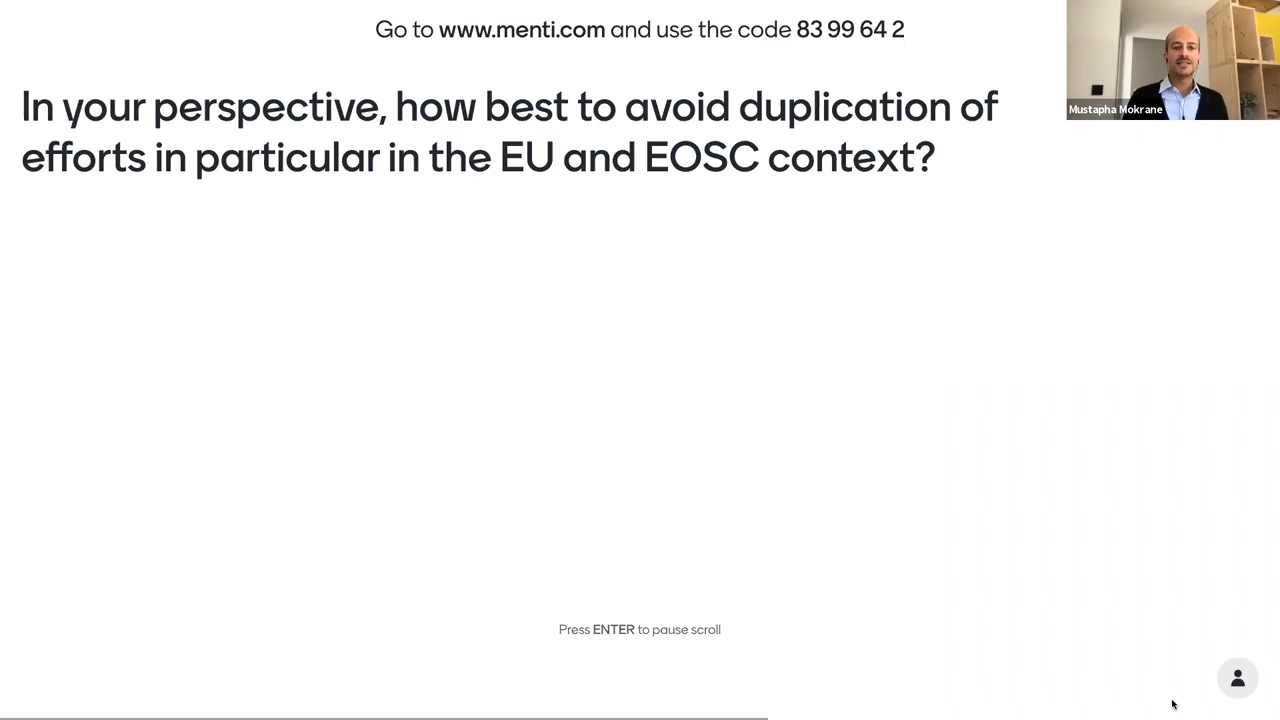 Go to www.menti.com and use the code 83 99 64 2
Mustapha Mokrane
In your perspective, how best to avoid duplication of
efforts in particular in the EU and EOSC context?
Press ENTER to pause scroll